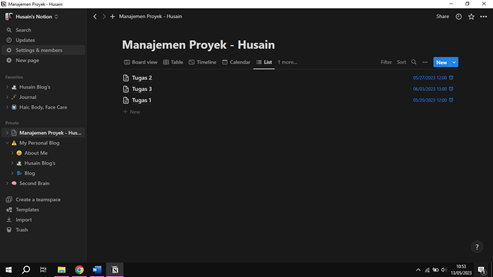 Manajemen Proyek - Husain
Husain's Notion
Search
Updates
Settings & members
New page
Favorites
Husain Blog's
Journal
Hair, Body, Face Care
Private
Manajemen Proyek - Hus...
My Personal Blog
About Me
Husain Blog's
Blog
Second Brain
Create a teamspace
Templates
Import
Trash
Manajemen Proyek - Husain
Share
Manajemen Proyek - Husain
Board view Table Timeline Calendar List 1 more...
Filter Sort New
Tugas 2 05/27/2023 12:00
Tugas 3 06/03/2023 13:00
Tugas 1 05/20/2023 12:00
New
?
10:53
13/05/2023